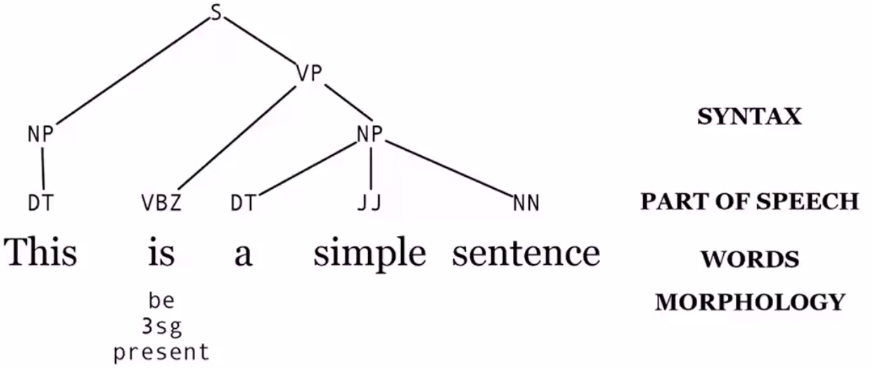 S
VP
NP NP SYNTAX
DT VBZ DT JJ NN PART OF SPEECH
This is a simple sentence WORDS
be MORPHOLOGY
3sg
present